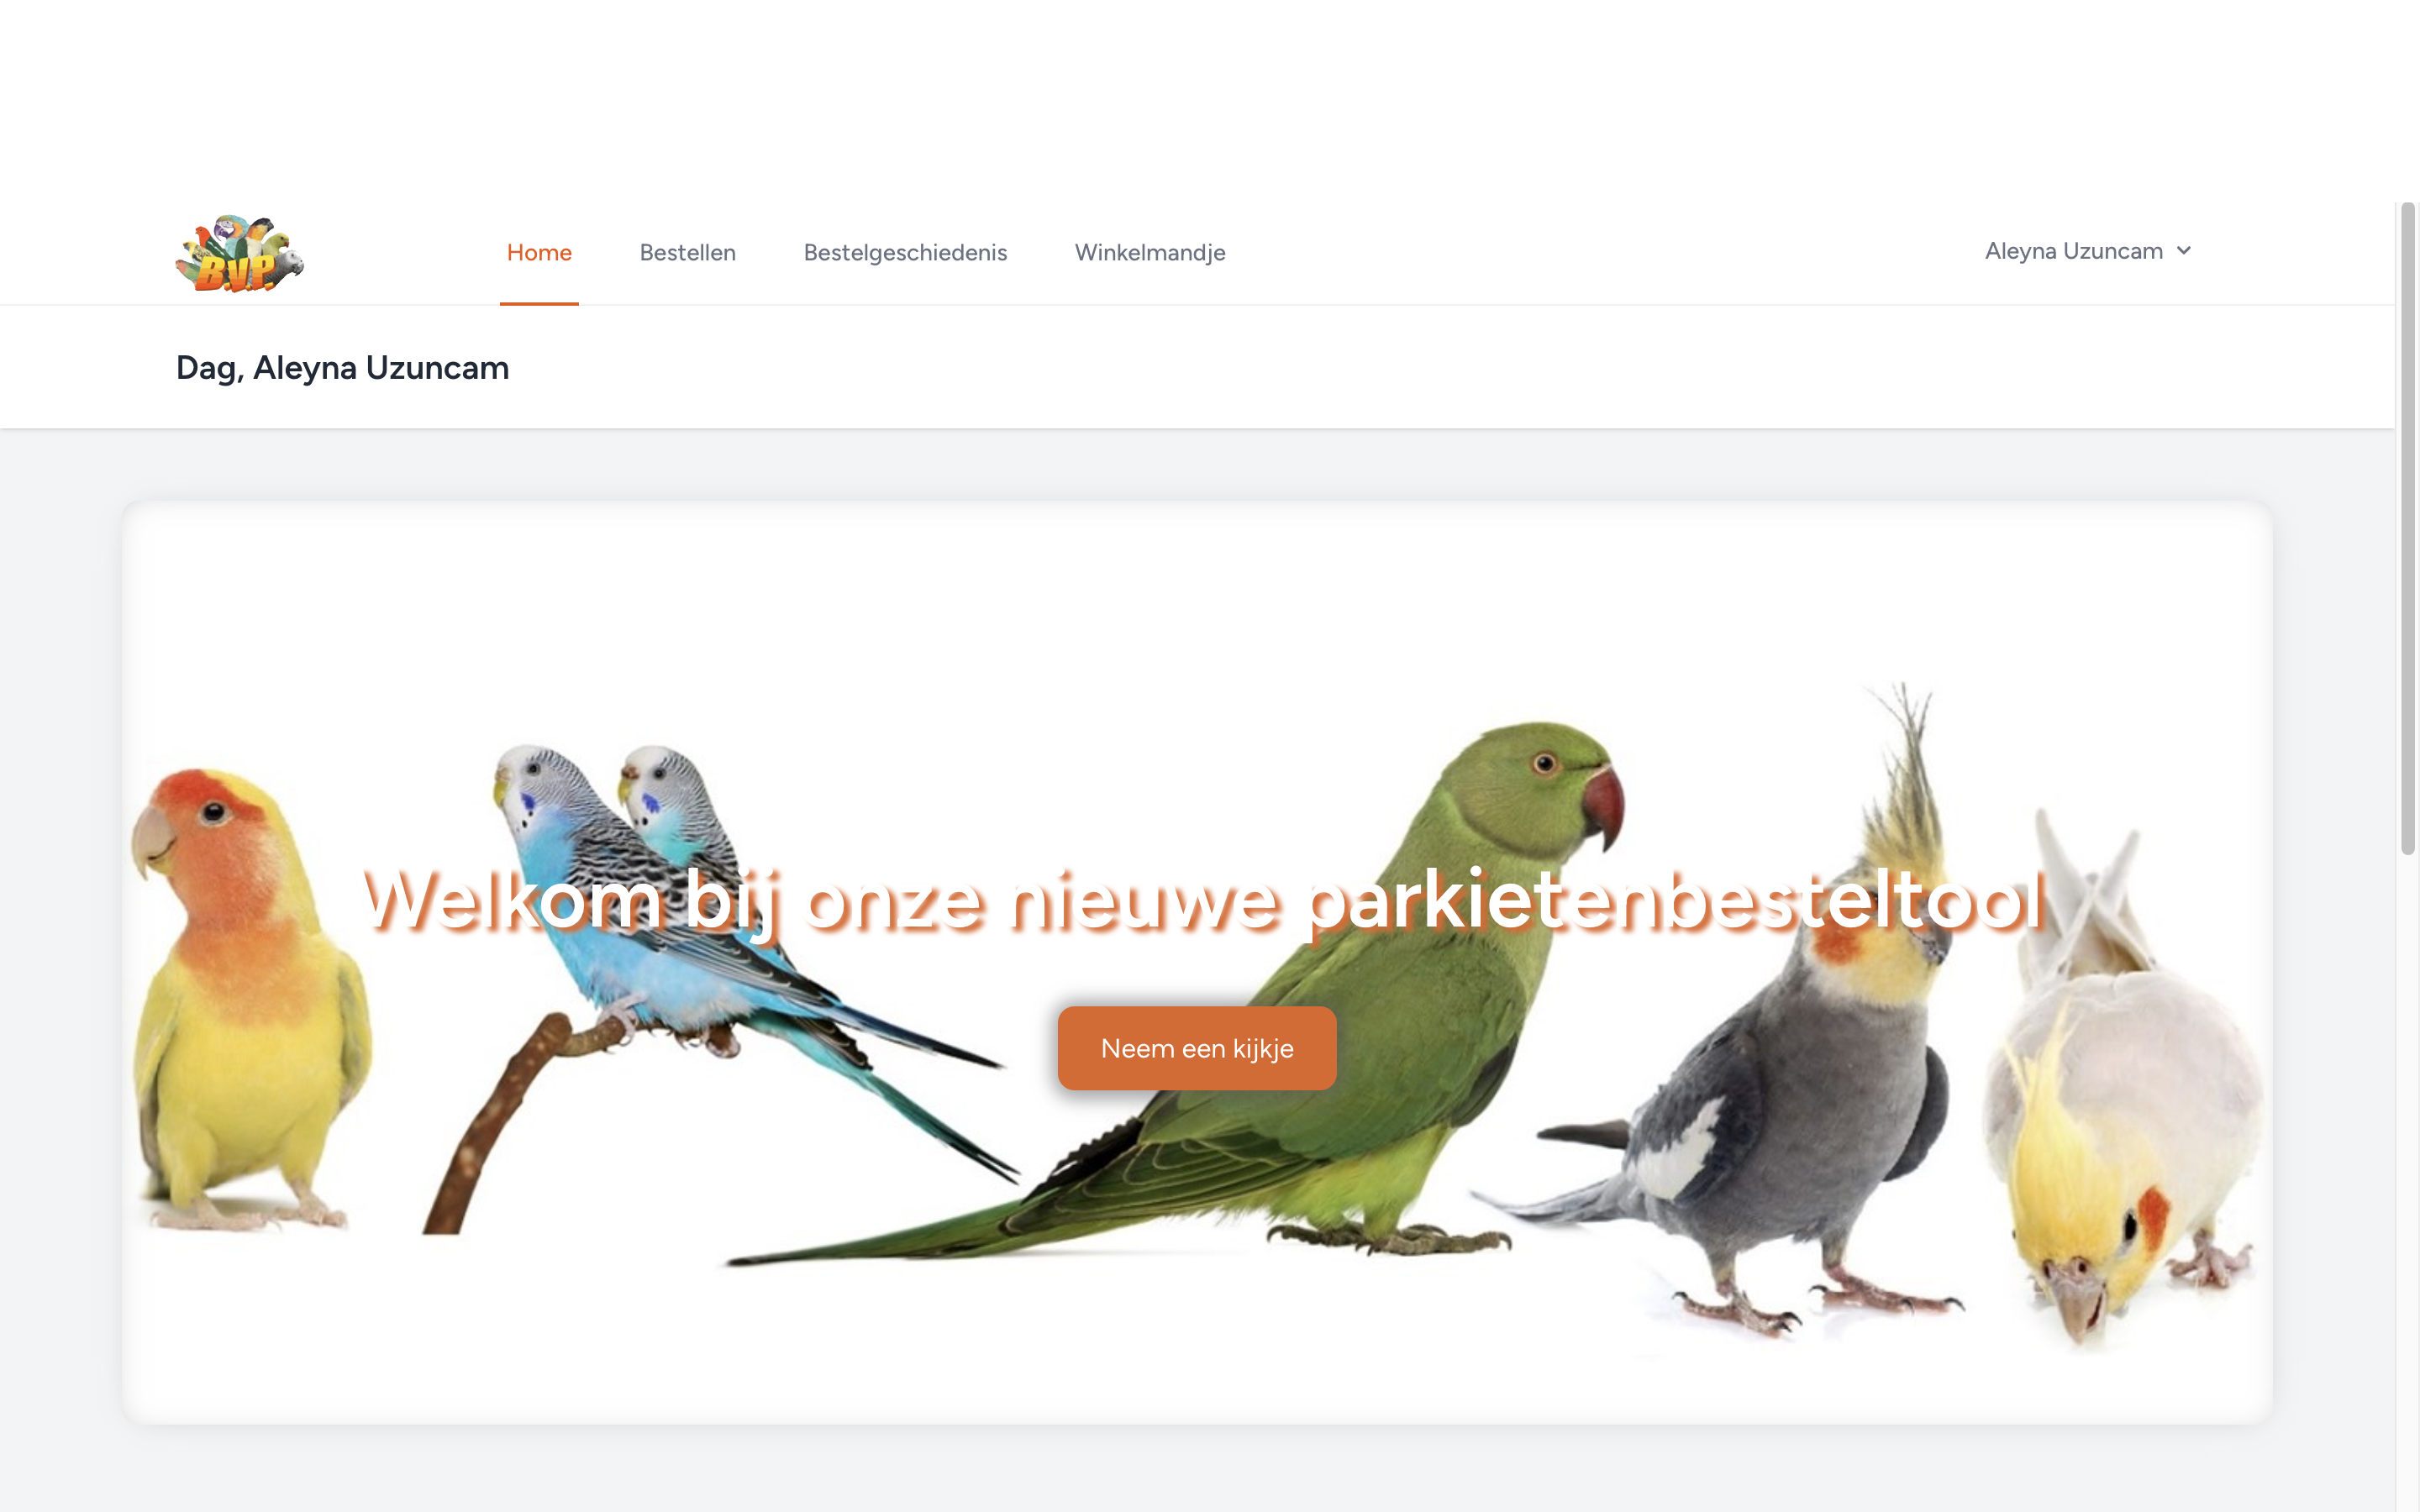 B.V.P.
Home
Bestellen
Bestelgeschiedenis
Winkelmandje
Aleyna Uzuncam
Dag, Aleyna Uzuncam
Welkom bij onze nieuwe parkietenbesteltool
Neem een kijkje